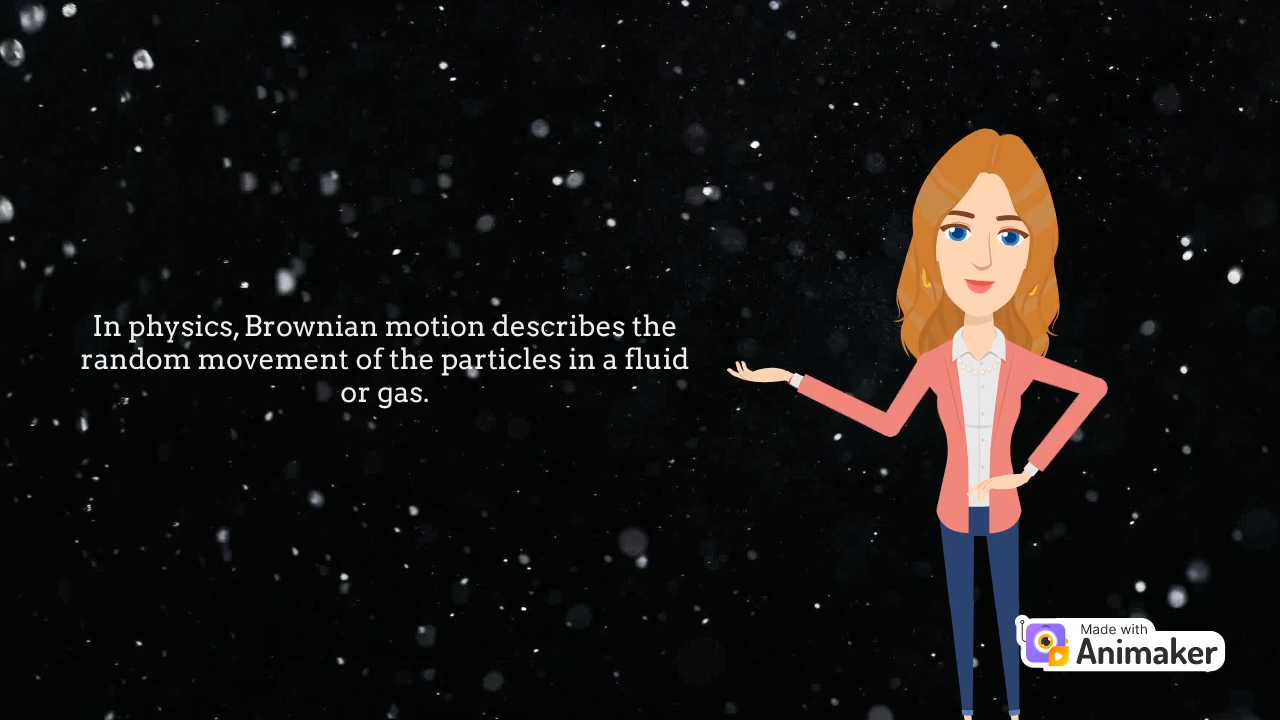 In physics, Brownian motion describes the
random movement of the particles in a fluid
or gas.
Made with
Animaker